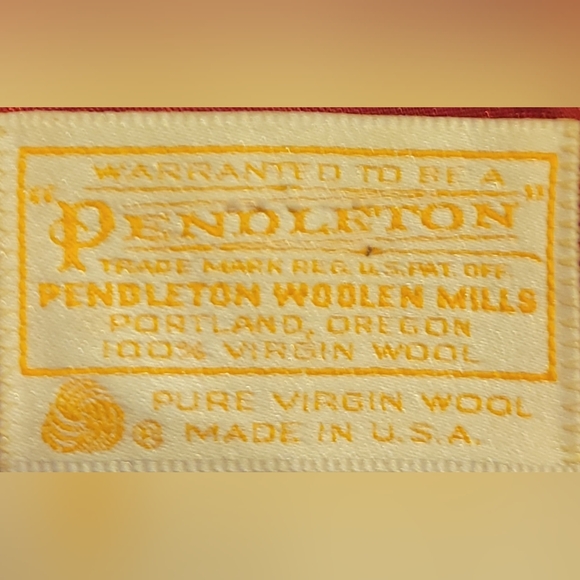 WARRANTED TO BE A
"PENDLETON"
TRADE MARK REG. U.S. PAT. OFF.
PENDLETON WOOLEN MILLS
PORTLAND, OREGON
100% VIRGIN WOOL
PURE VIRGIN WOOL
® MADE IN U.S.A.